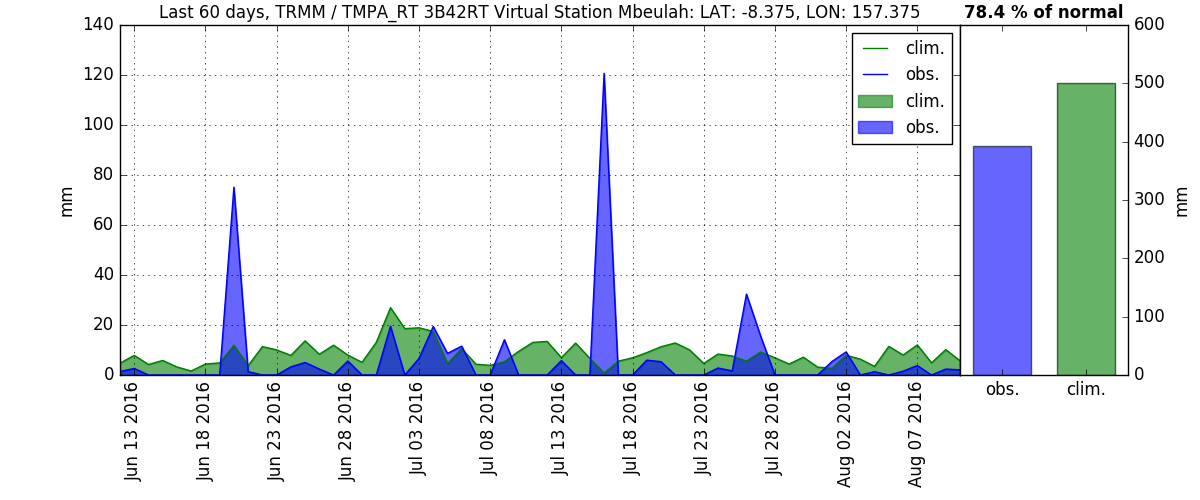 Last 60 days, TRMM / TMPA_RT 3B42RT Virtual Station Mbeulah: LAT: -8.375, LON: 157.375
78.4 % of normal
mm
140
120
100
80
60
40
20
0
clim.
obs.
clim.
obs.
Jun 13 2016
Jun 18 2016
Jun 23 2016
Jun 28 2016
Jul 03 2016
Jul 08 2016
Jul 13 2016
Jul 18 2016
Jul 23 2016
Jul 28 2016
Aug 02 2016
Aug 07 2016
600
500
400
300
200
100
0
mm
obs.
clim.